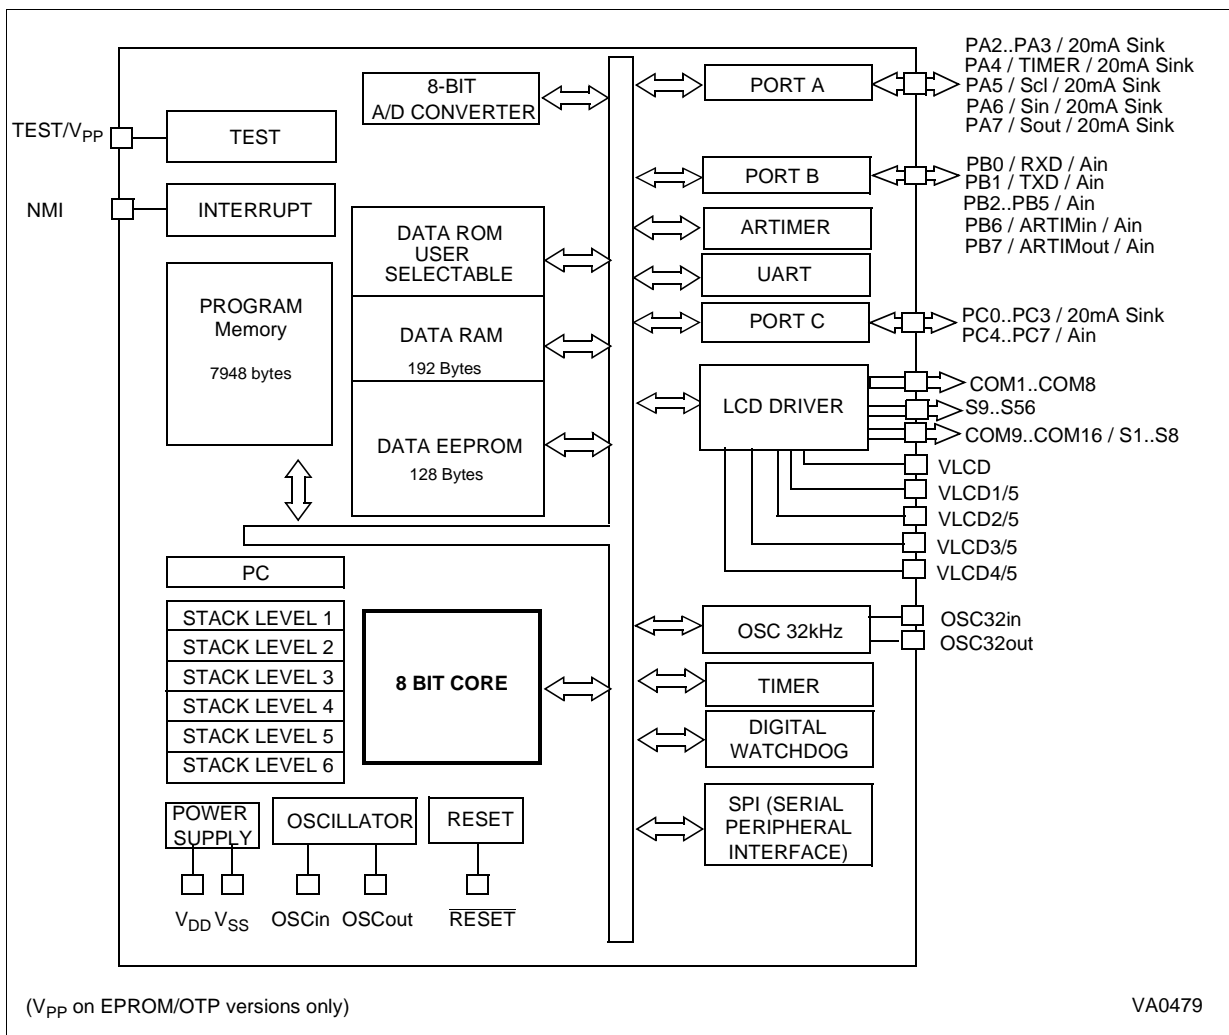 8-BIT
A/D CONVERTER
PORT A
PA2..PA3 / 20mA Sink
PA4 / TIMER / 20mA Sink
PA5 / Scl / 20mA Sink
PA6 / Sin / 20mA Sink
PA7 / Sout / 20mA Sink
TEST/VPP
TEST
PORT B
PB0 / RXD / Ain
PB1 / TXD / Ain
PB2..PB5 / Ain
PB6 / ARTIMin / Ain
PB7 / ARTIMout / Ain
NMI
INTERRUPT
DATA ROM
USER
SELECTABLE
ARTIMER
UART
PROGRAM
Memory
7948 bytes
DATA RAM
192 Bytes
PORT C
PC0..PC3 / 20mA Sink
PC4..PC7 / Ain
DATA EEPROM
128 Bytes
LCD DRIVER
COM1..COM8
S9..S56
COM9..COM16 / S1..S8
VLCD
VLCD1/5
VLCD2/5
VLCD3/5
VLCD4/5
PC
STACK LEVEL 1
STACK LEVEL 2
STACK LEVEL 3
STACK LEVEL 4
STACK LEVEL 5
STACK LEVEL 6
8 BIT CORE
OSC 32kHz
OSC32in
OSC32out
TIMER
DIGITAL
WATCHDOG
SPI (SERIAL
PERIPHERAL
INTERFACE)
POWER
SUPPLY
OSCILLATOR
RESET
VDD VSS
OSCin
OSCout
RESET
(VPP on EPROM/OTP versions only)
VA0479